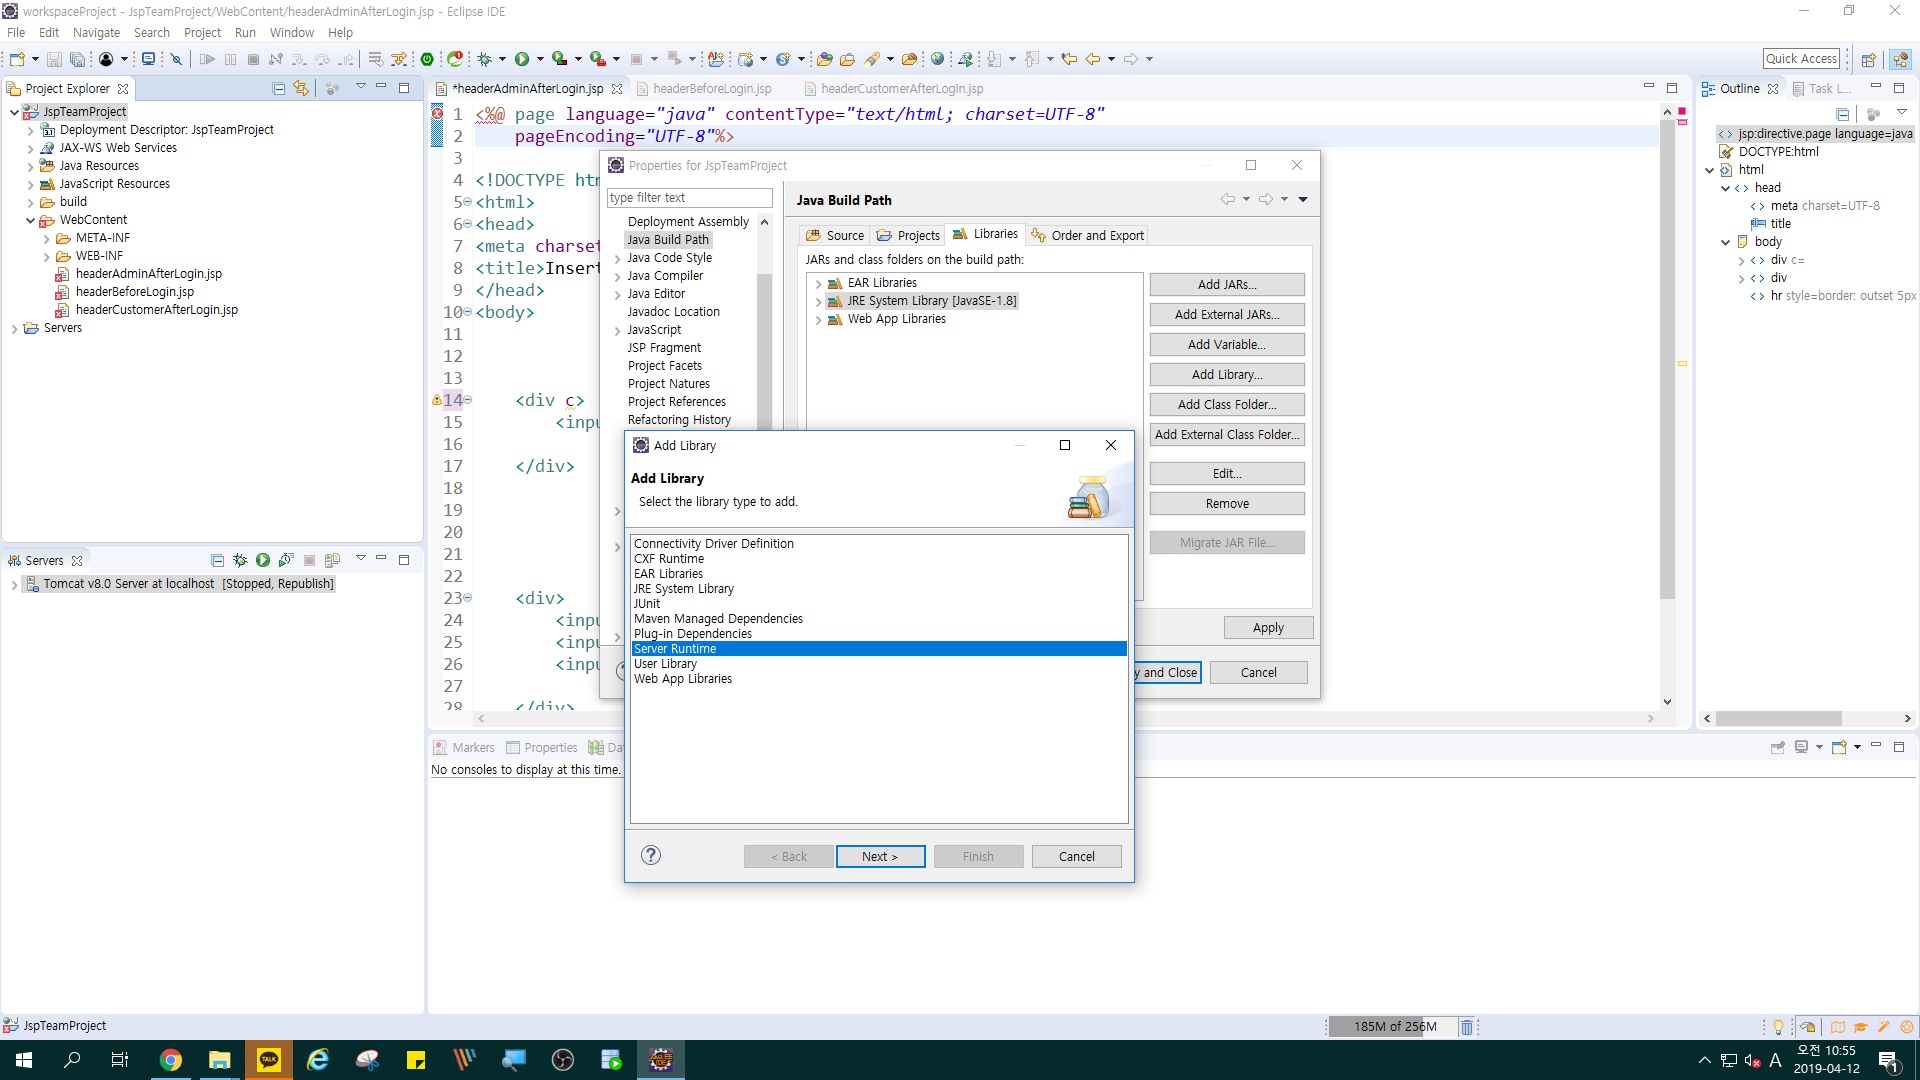 workspaceProject - JspTeamProject/WebContent/headerAdminAfterLogin.jsp - Eclipse IDE
File Edit Navigate Search Project Run Window Help
Quick Access
Project Explorer
JspTeamProject
Deployment Descriptor: JspTeamProject
JAX-WS Web Services
Java Resources
JavaScript Resources
build
WebContent
META-INF
WEB-INF
headerAdminAfterLogin.jsp
headerBeforeLogin.jsp
headerCustomerAfterLogin.jsp
Servers
Servers
Tomcat v8.0 Server at localhost [Stopped, Republish]
*headerAdminAfterLogin.jsp headerBeforeLogin.jsp headerCustomerAfterLogin.jsp
1 <%@ page language="java" contentType="text/html; charset=UTF-8"
2 pageEncoding="UTF-8"%>
3
4 <!DOCTYPE htm
5 <html>
6 <head>
7 <meta charset
8 <title>Insert
9 </head>
10 <body>
11
12
13
14 <div c>
15 <inpu
16
17 </div>
18
19
20
21
22
23 <div>
24 <inpu
25 <inpu
26 <inpu
27
28 </div>
Properties for JspTeamProject
type filter text
Deployment Assembly
Java Build Path
Java Code Style
Java Compiler
Java Editor
Javadoc Location
JavaScript
JSP Fragment
Project Facets
Project Natures
Project References
Refactoring History
Java Build Path
Source Projects Libraries Order and Export
JARs and class folders on the build path:
EAR Libraries
JRE System Library [JavaSE-1.8]
Web App Libraries
Add JARs...
Add External JARs...
Add Variable...
Add Library...
Add Class Folder...
Add External Class Folder...
Edit...
Remove
Migrate JAR File...
Apply
y and Close Cancel
Add Library
Add Library
Select the library type to add.
Connectivity Driver Definition
CXF Runtime
EAR Libraries
JRE System Library
JUnit
Maven Managed Dependencies
Plug-in Dependencies
Server Runtime
User Library
Web App Libraries
< Back Next > Finish Cancel
Outline Task L...
jsp:directive.page language=java
DOCTYPE:html
html
head
meta charset=UTF-8
title
body
div c=
div
hr style=border: outset 5px
Markers Properties Dat
No consoles to display at this time.
JspTeamProject
185M of 256M
TALK
A
오전 10:55
2019-04-12
1